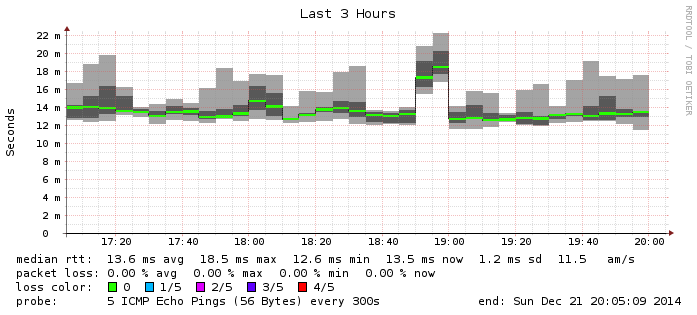 Last 3 Hours
RRDTOOL / TOBI OETIKER
Seconds
22 m
20 m
18 m
16 m
14 m
12 m
10 m
8 m
6 m
4 m
2 m
0
17:20 17:40 18:00 18:20 18:40 19:00 19:20 19:40 20:00
median rtt: 13.6 ms avg 18.5 ms max 12.6 ms min 13.5 ms now 1.2 ms sd 11.5 am/s
packet loss: 0.00 % avg 0.00 % max 0.00 % min 0.00 % now
loss color: 0 1/5 2/5 3/5 4/5
probe: 5 ICMP Echo Pings (56 Bytes) every 300s end: Sun Dec 21 20:05:09 2014